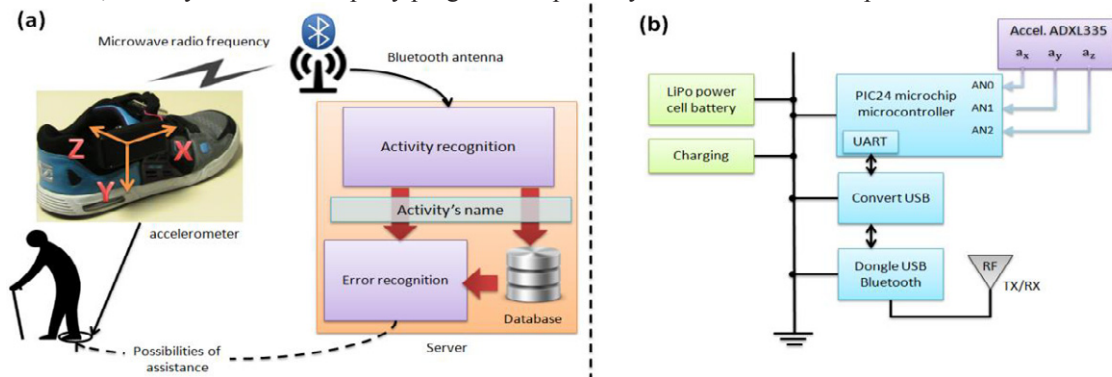 (a)
Microwave radio frequency
Bluetooth antenna
Z
X
Y
accelerometer
Activity recognition
Activity's name
Error recognition
Database
Server
Possibilities of
assistance
(b)
Accel. ADXL335
ax ay az
LiPo power
cell battery
Charging
PIC24 microchip
microcontroller
AN0
AN1
AN2
UART
Convert USB
Dongle USB
Bluetooth
RF
TX/RX